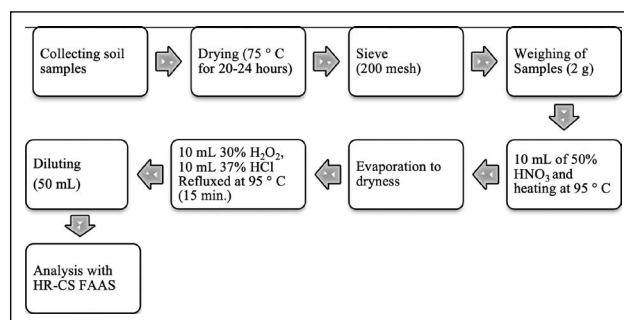 Collecting soil
samples
Drying (75 ° C
for 20-24 hours)
Sieve
(200 mesh)
Weighing of
Samples (2 g)
10 mL of 50%
HNO₃ and
heating at 95 ° C
Evaporation to
dryness
10 mL 30% H₂O₂,
10 mL 37% HCl
Refluxed at 95 ° C
(15 min.)
Diluting
(50 mL)
Analysis with
HR-CS FAAS